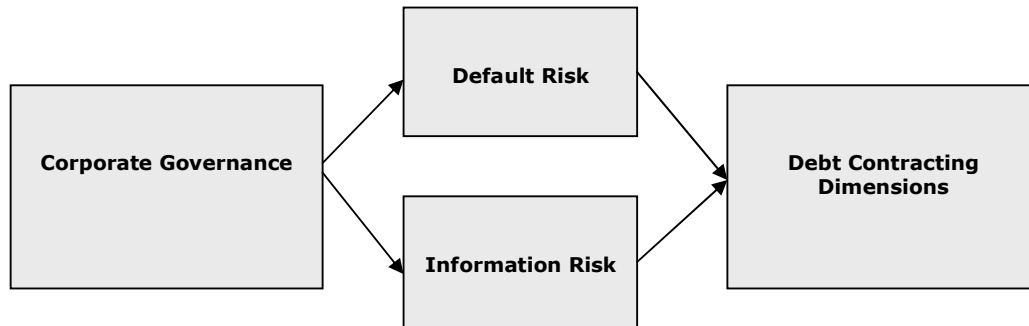 Default Risk
Corporate Governance
Debt Contracting
Dimensions
Information Risk